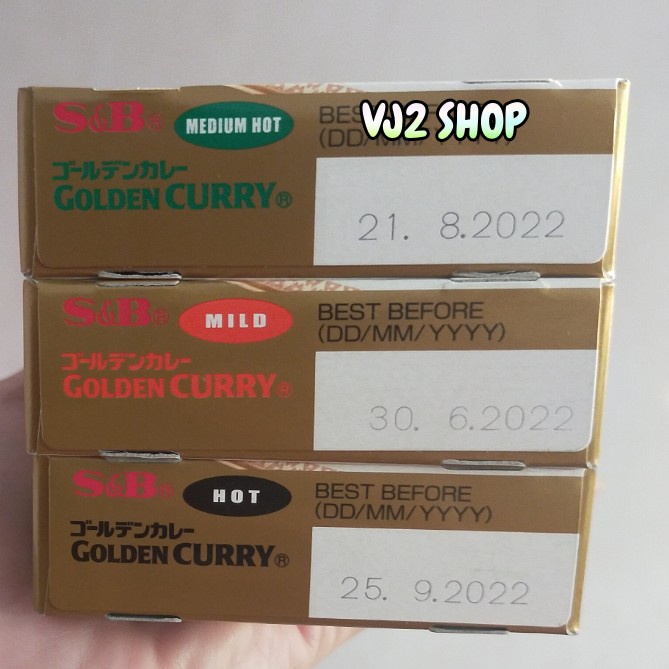 S&B® MEDIUM HOT
ゴールデンカレー
GOLDEN CURRY®
VJ2 SHOP
(DD/MM/YYYY)
21. 8.2022
S&B® MILD
ゴールデンカレー
GOLDEN CURRY®
BEST BEFORE
(DD/MM/YYYY)
30. 6.2022
S&B® HOT
ゴールデンカレー
GOLDEN CURRY®
BEST BEFORE
(DD/MM/YYYY)
25. 9.2022